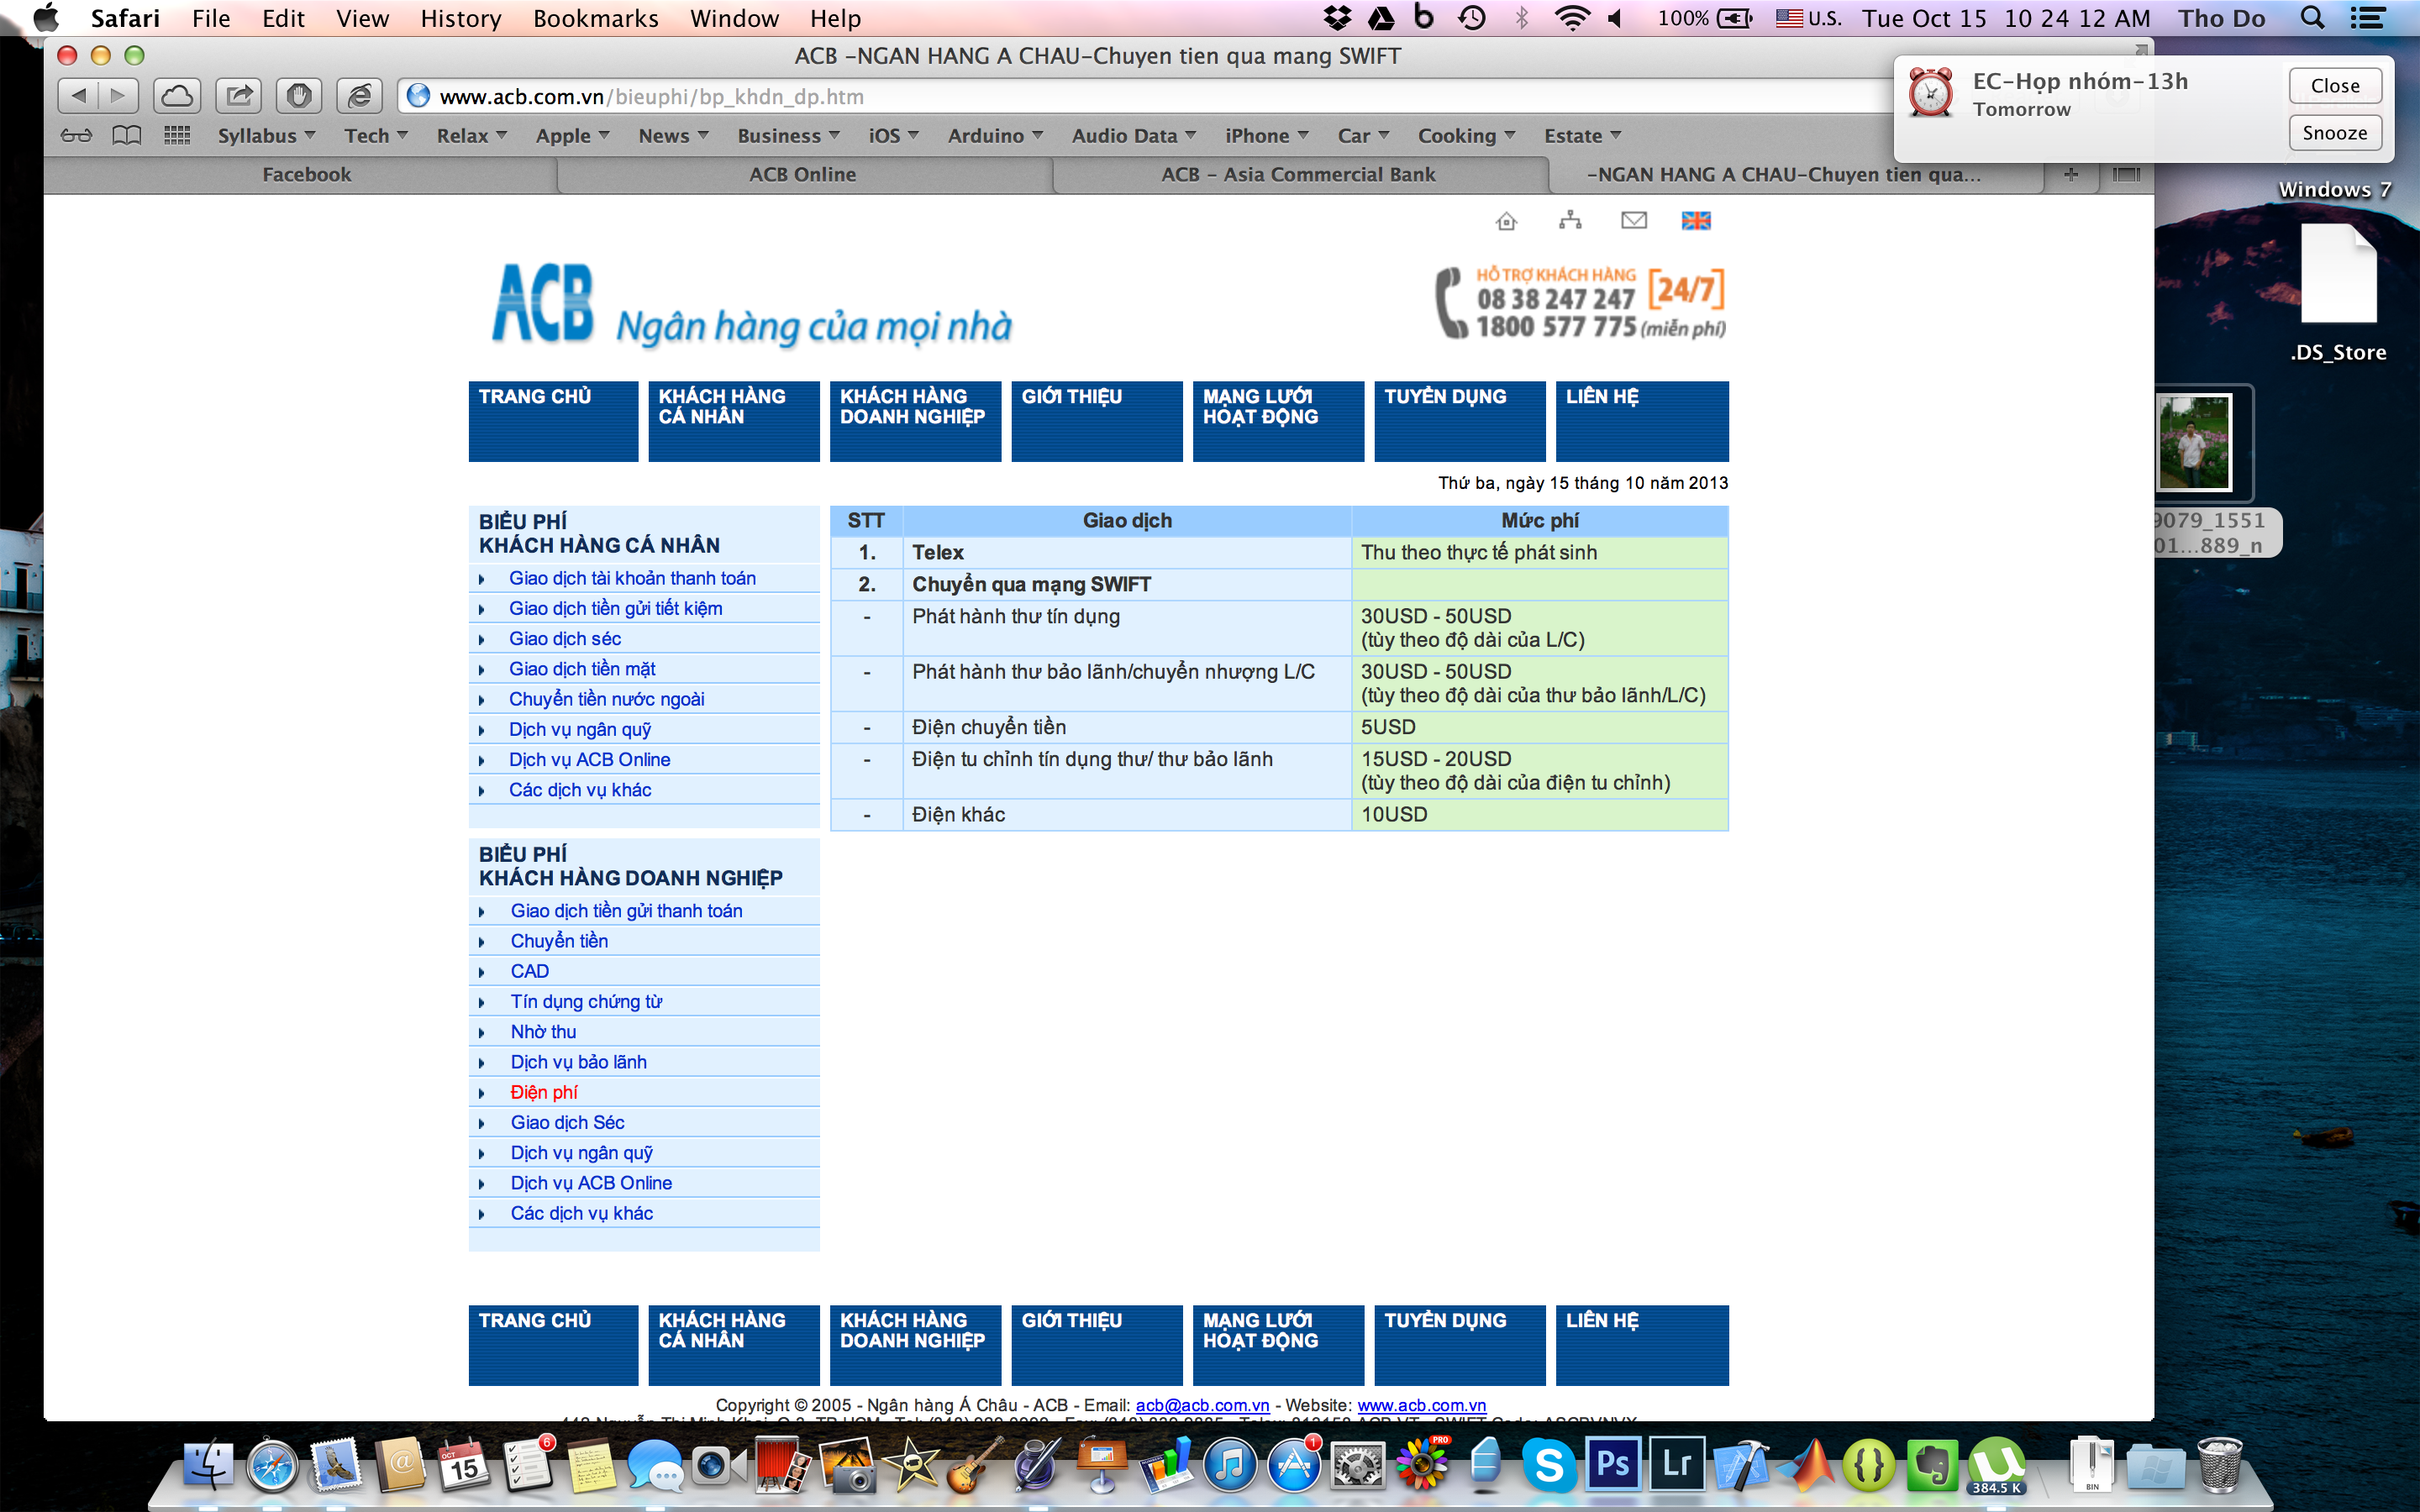 Safari File Edit View History Bookmarks Window Help 100% U.S. Tue Oct 15 10 24 12 AM Tho Do
ACB -NGAN HANG A CHAU-Chuyen tien qua mang SWIFT
www.acb.com.vn/bieuphi/bp_khdn_dp.htm
EC-Họp nhóm-13h
Tomorrow
Close
Snooze
Syllabus Tech Relax Apple News Business iOS Arduino Audio Data iPhone Car Cooking Estate
Facebook ACB Online ACB - Asia Commercial Bank -NGAN HANG A CHAU-Chuyen tien qua...
Windows 7
.DS_Store
9079_1551
01...889_n
ACB Ngân hàng của mọi nhà
HỖ TRỢ KHÁCH HÀNG [24/7]
08 38 247 247
1800 577 775 (miễn phí)
TRANG CHỦ
KHÁCH HÀNG
CÁ NHÂN
KHÁCH HÀNG
DOANH NGHIỆP
GIỚI THIỆU
MẠNG LƯỚI
HOẠT ĐỘNG
TUYỂN DỤNG
LIÊN HỆ
Thứ ba, ngày 15 tháng 10 năm 2013
BIỂU PHÍ
KHÁCH HÀNG CÁ NHÂN
Giao dịch tài khoản thanh toán
Giao dịch tiền gửi tiết kiệm
Giao dịch séc
Giao dịch tiền mặt
Chuyển tiền nước ngoài
Dịch vụ ngân quỹ
Dịch vụ ACB Online
Các dịch vụ khác
BIỂU PHÍ
KHÁCH HÀNG DOANH NGHIỆP
Giao dịch tiền gửi thanh toán
Chuyển tiền
CAD
Tín dụng chứng từ
Nhờ thu
Dịch vụ bảo lãnh
Điện phí
Giao dịch Séc
Dịch vụ ngân quỹ
Dịch vụ ACB Online
Các dịch vụ khác
STT Giao dịch Mức phí
1. Telex Thu theo thực tế phát sinh
2. Chuyển qua mạng SWIFT
- Phát hành thư tín dụng 30USD - 50USD
(tùy theo độ dài của L/C)
- Phát hành thư bảo lãnh/chuyển nhượng L/C 30USD - 50USD
(tùy theo độ dài của thư bảo lãnh/L/C)
- Điện chuyển tiền 5USD
- Điện tu chỉnh tín dụng thư/ thư bảo lãnh 15USD - 20USD
(tùy theo độ dài của điện tu chỉnh)
- Điện khác 10USD
TRANG CHỦ
KHÁCH HÀNG
CÁ NHÂN
KHÁCH HÀNG
DOANH NGHIỆP
GIỚI THIỆU
MẠNG LƯỚI
HOẠT ĐỘNG
TUYỂN DỤNG
LIÊN HỆ
Copyright © 2005 - Ngân hàng Á Châu - ACB - Email: acb@acb.com.vn - Website: www.acb.com.vn
OCT
15
6
1
PRO
Ps
Lr
384.5 K
BIN